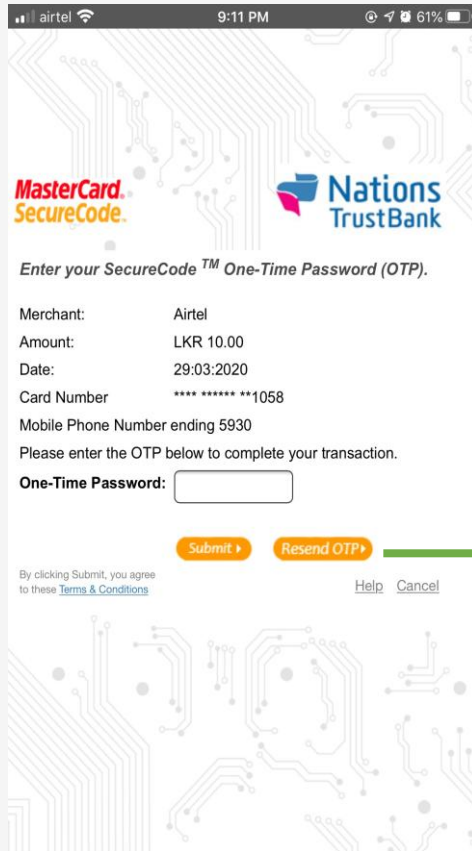 airtel 9:11 PM 61%
MasterCard.
SecureCode.
Nations
TrustBank
Enter your SecureCode TM One-Time Password (OTP).
Merchant: Airtel
Amount: LKR 10.00
Date: 29:03:2020
Card Number **** ****** **1058
Mobile Phone Number ending 5930
Please enter the OTP below to complete your transaction.
One-Time Password:
Submit Resend OTP
By clicking Submit, you agree
to these Terms & Conditions
Help Cancel